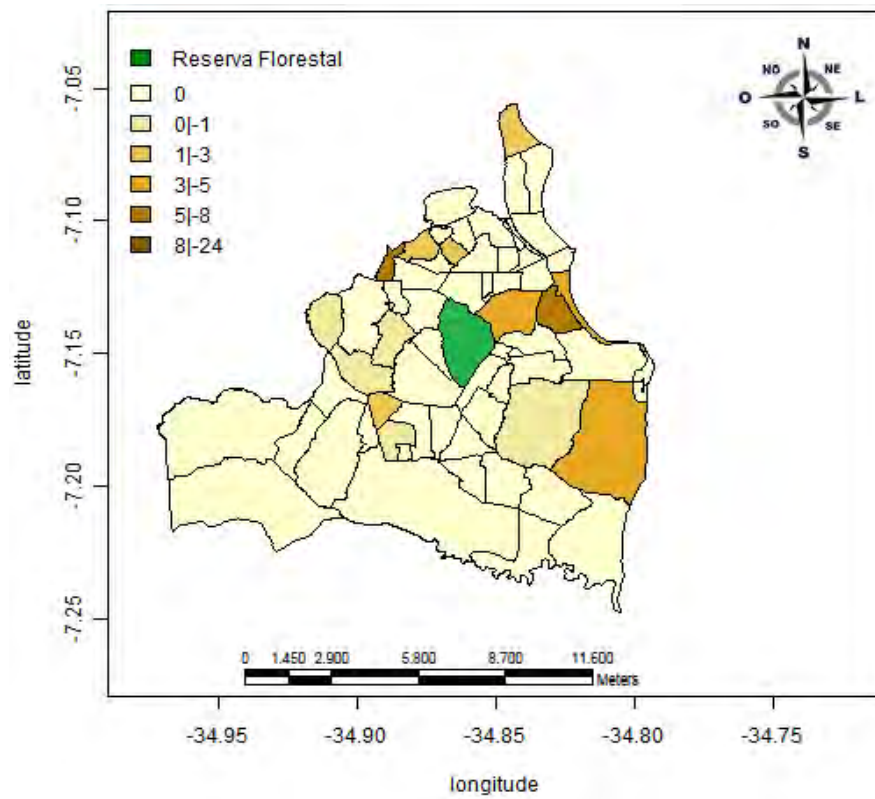 Reserva Florestal
0
0|-1
1|-3
3|-5
5|-8
8|-24
N
NO NE
O L
SO SE
S
latitude
-7.05
-7.10
-7.15
-7.20
-7.25
0 1.450 2.900 5.800 8.700 11.600
Meters
-34.95 -34.90 -34.85 -34.80 -34.75
longitude